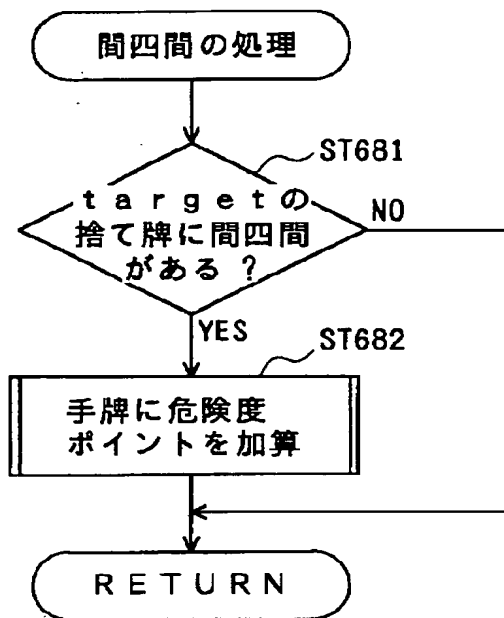 間四間の処理
ST681
targetの
捨て牌に間四間
がある?
NO
YES
ST682
手牌に危険度
ポイントを加算
RETURN